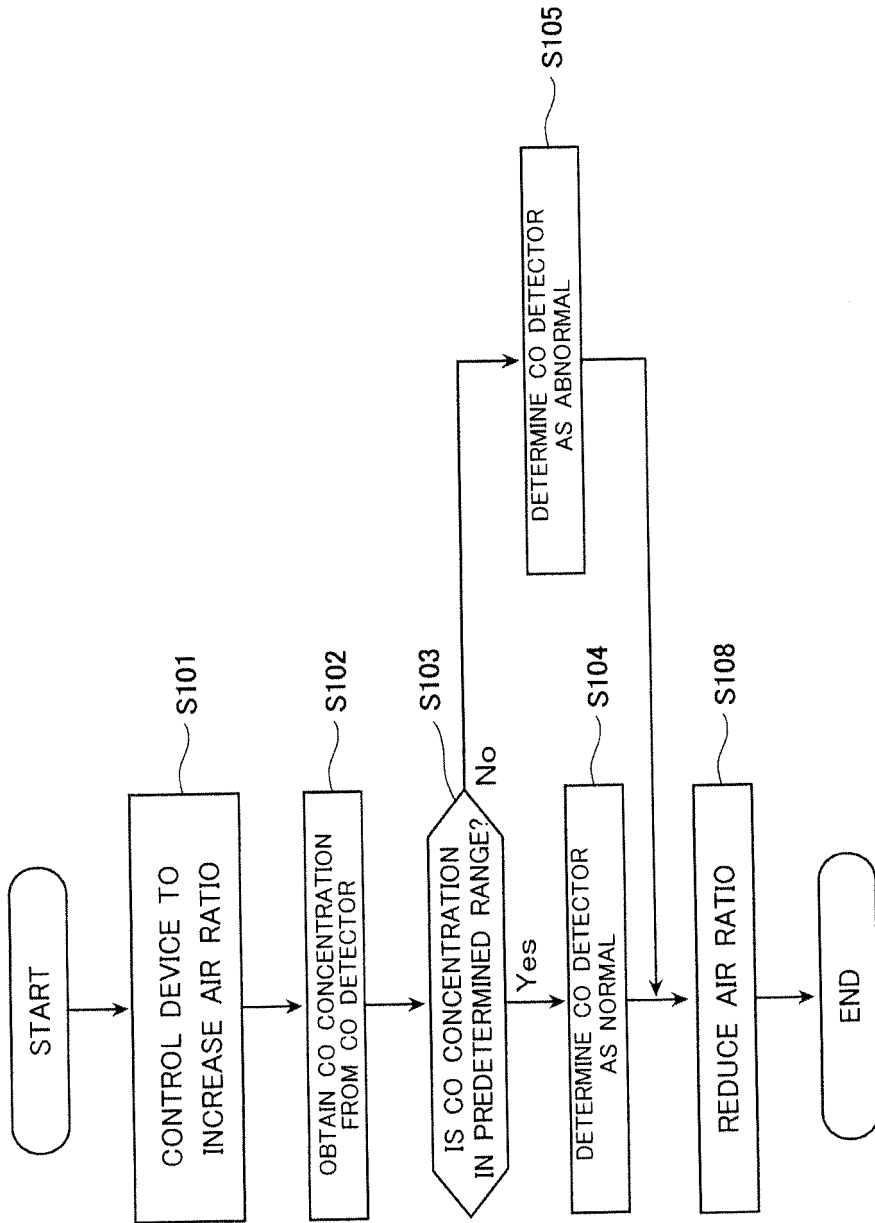 START
CONTROL DEVICE TO
INCREASE AIR RATIO
S101
OBTAIN CO CONCENTRATION
FROM CO DETECTOR
S102
IS CO CONCENTRATION
IN PREDETERMINED RANGE?
S103
No
Yes
DETERMINE CO DETECTOR
AS NORMAL
S104
DETERMINE CO DETECTOR
AS ABNORMAL
S105
REDUCE AIR RATIO
S108
END